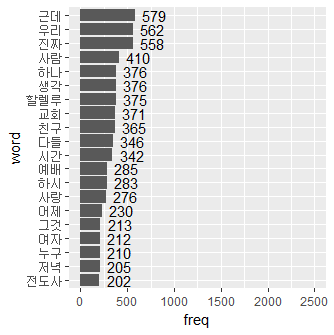 근데 579
우리 562
진짜 558
사람 410
하나 376
생각 376
할렐루 375
교회 371
친구 365
다들 346
시간 342
예배 285
하시 283
사랑 276
어제 230
그것 213
여자 212
누구 210
저녁 205
전도사 202
word
0 500 1000 1500 2000 2500
freq